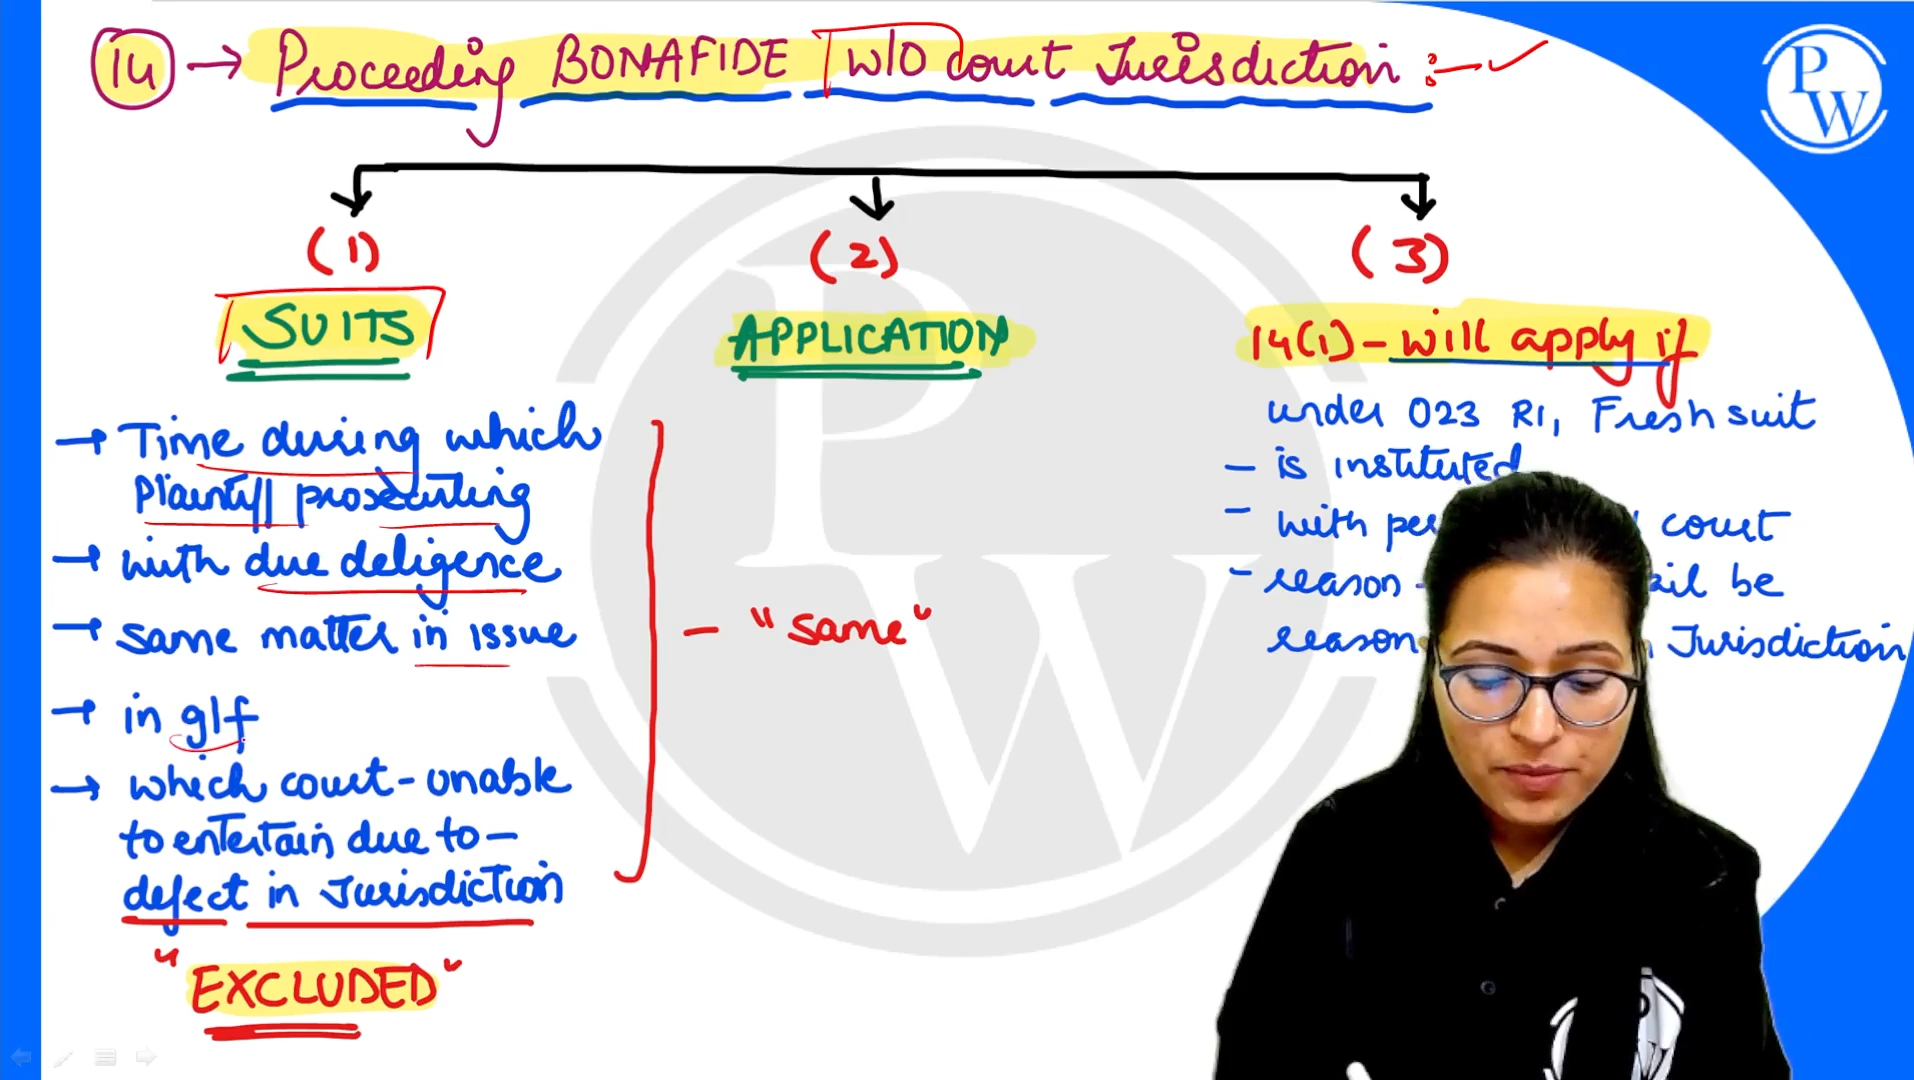 14 → Proceeding BONAFIDE W/O court Jurisdiction :-
PW
(1)
SUITS
→ Time during which
Plaintiff prosecuting
→ with due deligence
→ same matter in issue
→ in g/f
→ which court - unable
to entertain due to -
defect in Jurisdiction
"EXCLUDED"
(2)
APPLICATION
- "same"
(3)
14(1) - will apply if
under O23 R1, Fresh suit
- is instituted
- with court
- reason - be
reason Jurisdiction
PW